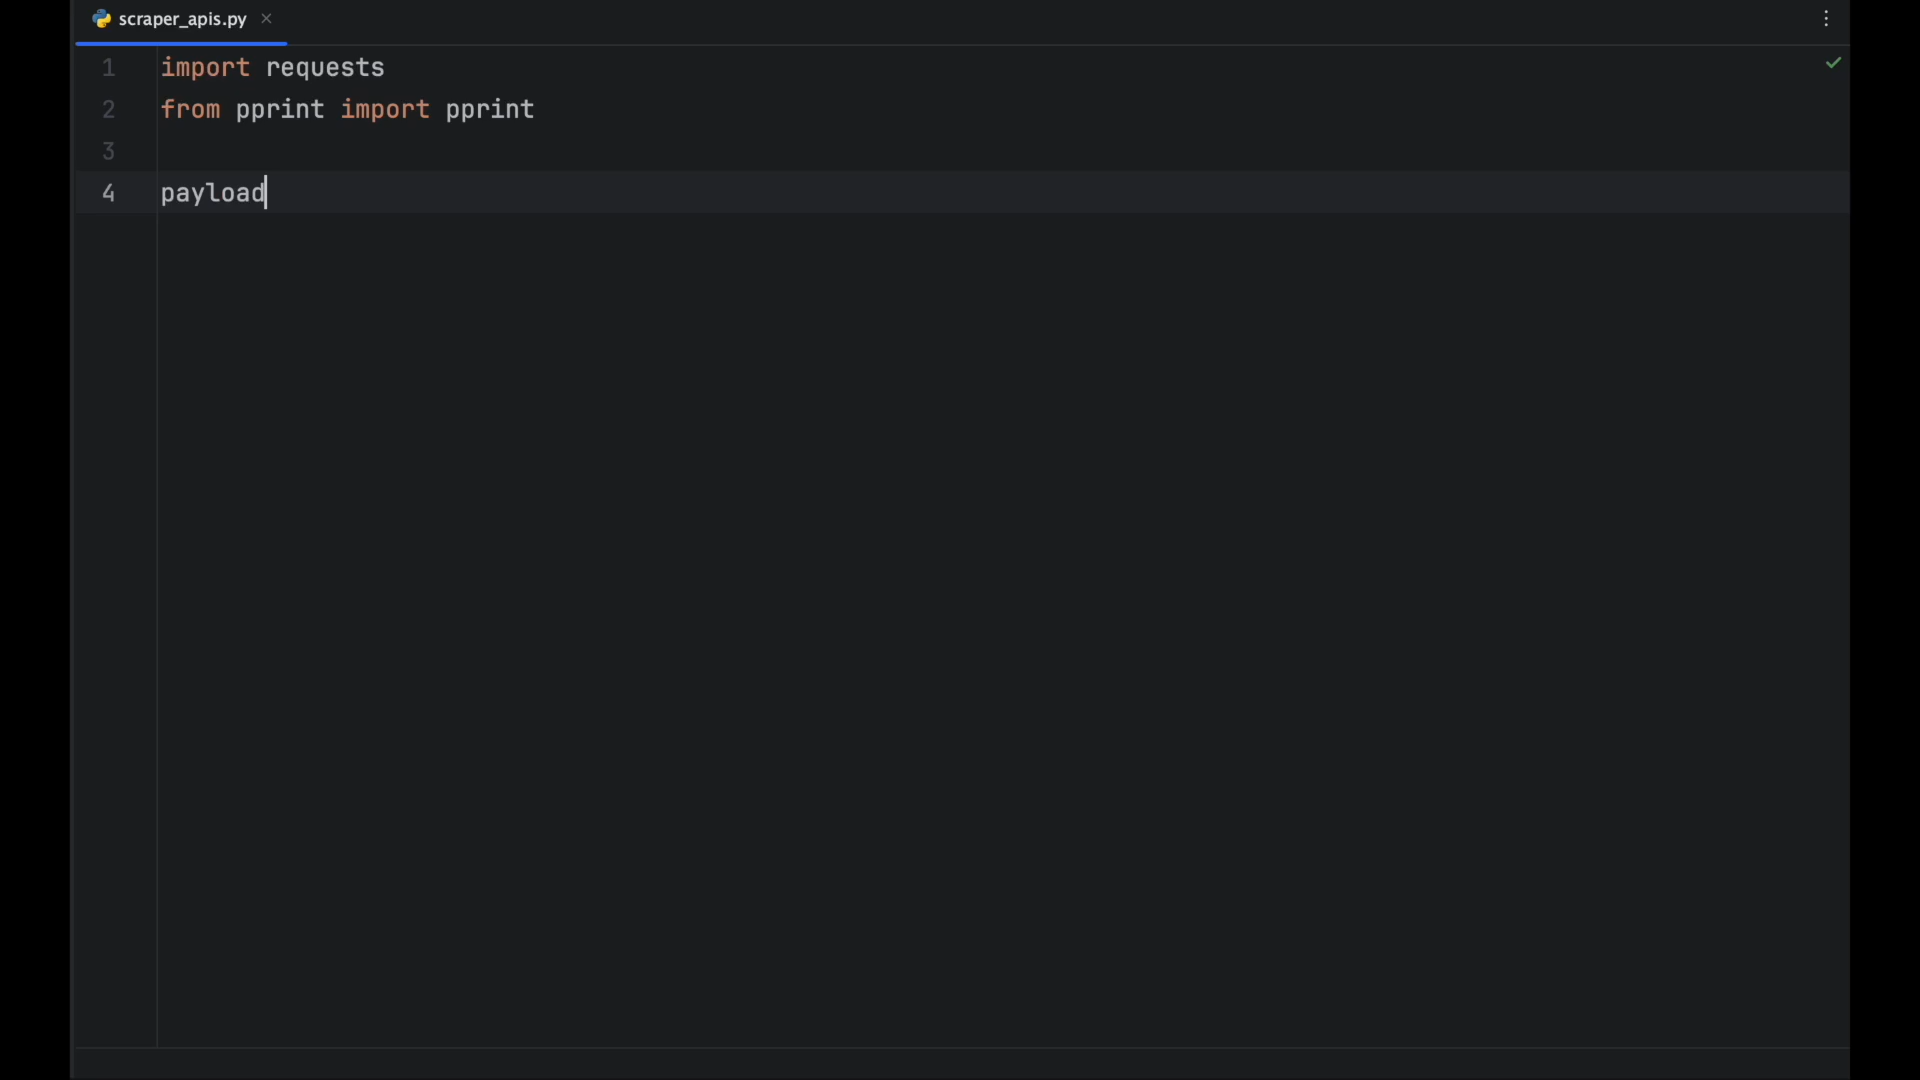 scraper_apis.py
1 import requests
2 from pprint import pprint
3
4 payload